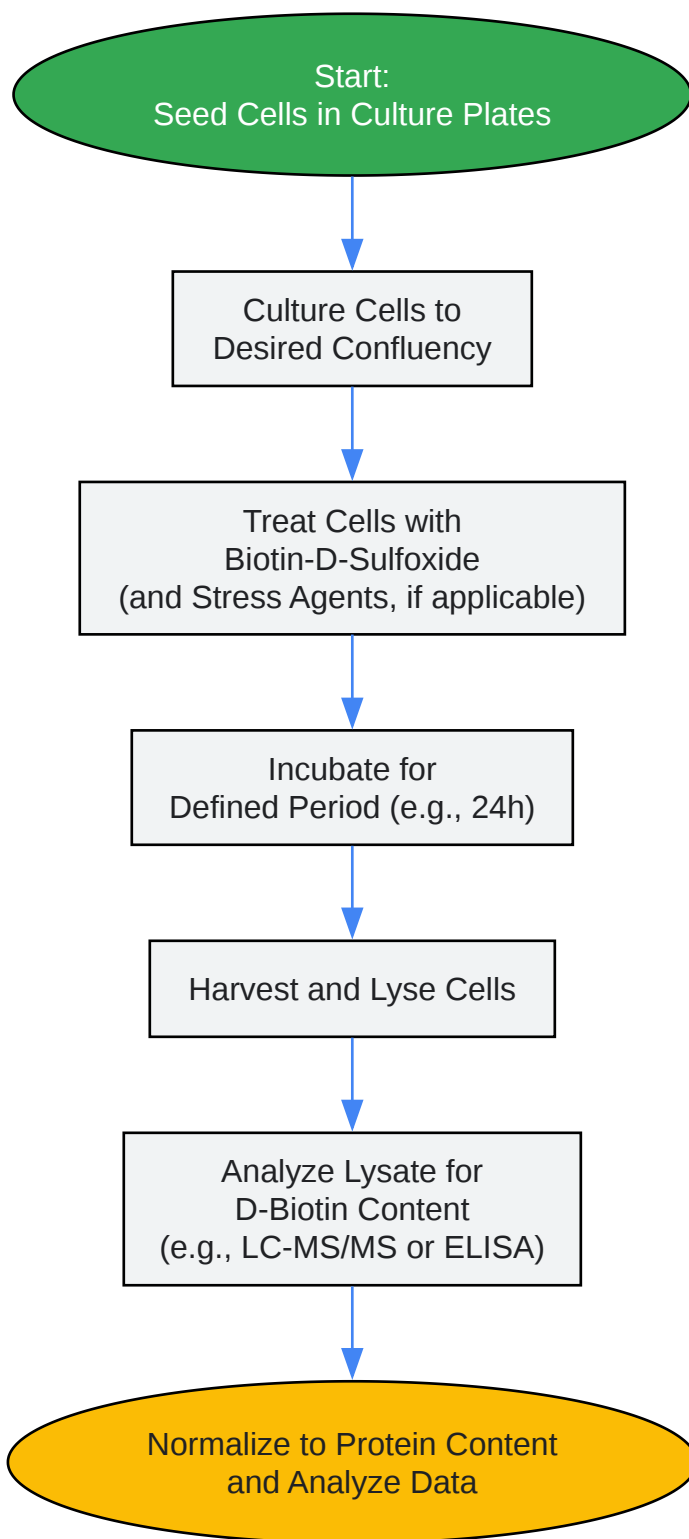 Start:
Seed Cells in Culture Plates
Culture Cells to
Desired Confluency
Treat Cells with
Biotin-D-Sulfoxide
(and Stress Agents, if applicable)
Incubate for
Defined Period (e.g., 24h)
Harvest and Lyse Cells
Analyze Lysate for
D-Biotin Content
(e.g., LC-MS/MS or ELISA)
Normalize to Protein Content
and Analyze Data